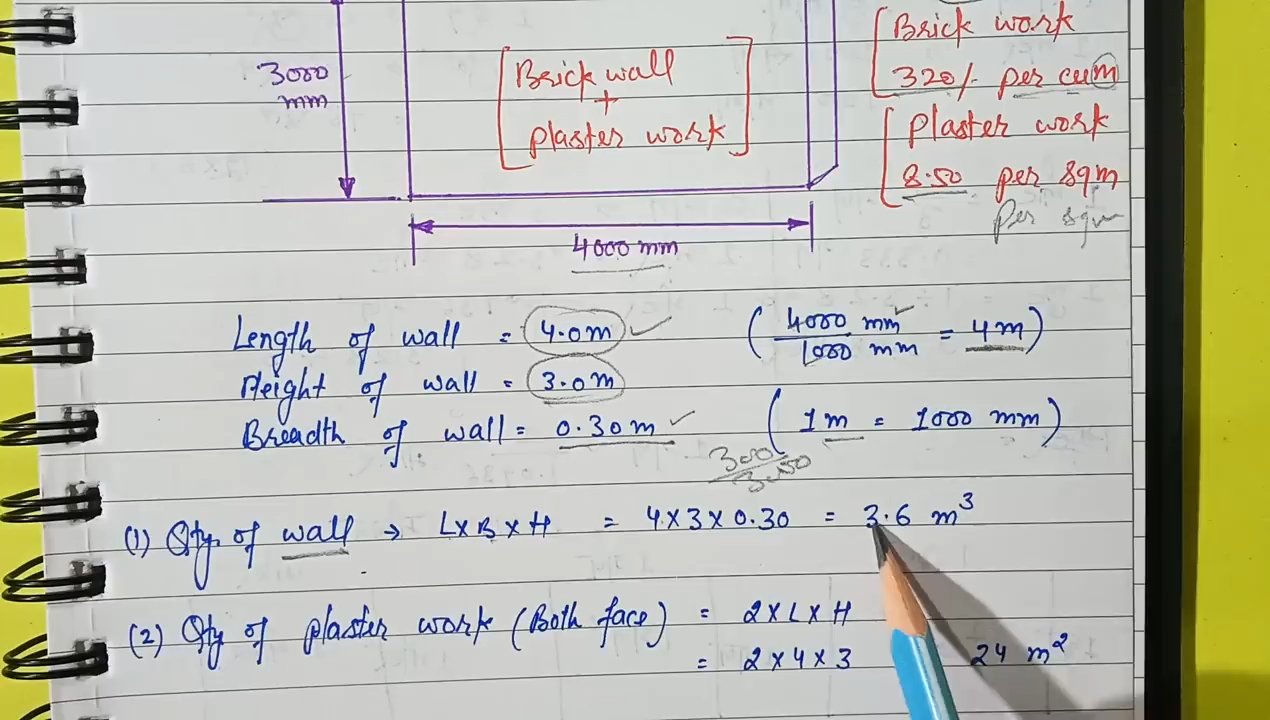 3000
mm
Brick wall
+
plaster work
Brick work
320/- per cum
Plaster work
8.50 per sqm
Per sqm
4000 mm
Length of wall = 4.0m (4000 mm / 1000 mm = 4m)
Height of wall = 3.0m
Breadth of wall = 0.30m (1m = 1000 mm)
(1) Qty. of wall → L×B×H = 4×3×0.30 = 3.6 m³
(2) Qty of plaster work (Both face) = 2×L×H
= 2×4×3 24 m²